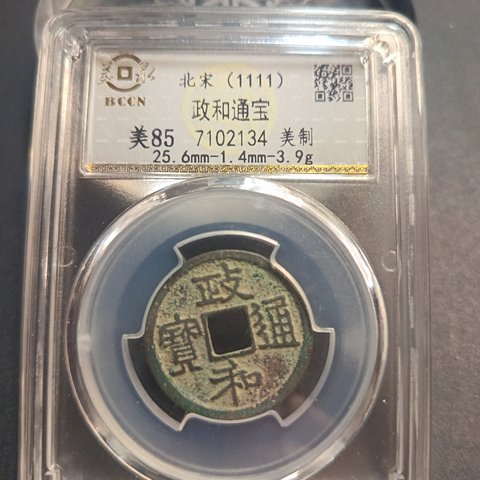 BCCN
北宋（1111）
政和通宝
美85 7102134 美制
25.6mm-1.4mm-3.9g
政
寶 通
和